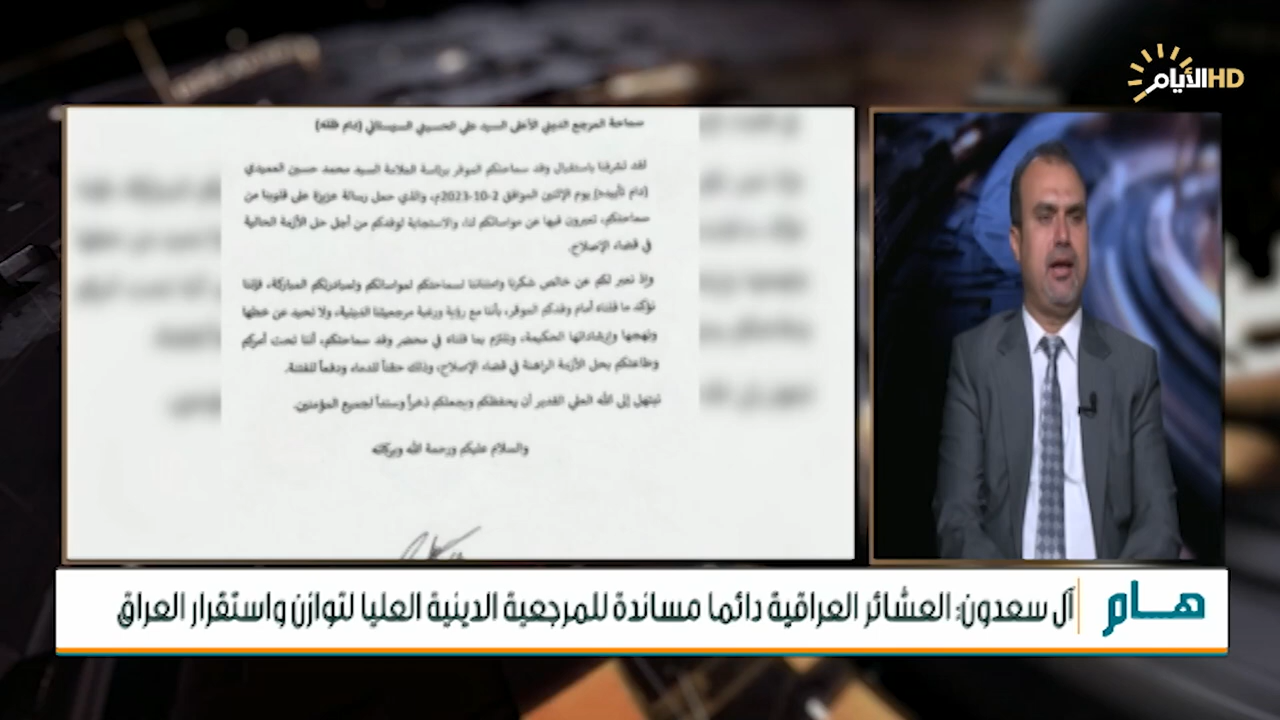 الأيام HD
سماحة المرجع الديني الأعلى السيد علي الحسيني السيستاني (دام ظله)
لقد تشرفنا باستقبال وفد سماحتكم الموقر برئاسة العلامة السيد محمد حسين العميدي
(دام تأييده) يوم الإثنين الموافق 2-10-2023م، والذي حمل رسالة عزيزة على قلوبنا من
سماحتكم، تعبرون فيها عن مواساتكم لنا، والاستجابة لوفدكم من أجل حل الأزمة الحالية
في قضاء الإصلاح.
وإذ نعبر لكم عن خالص شكرنا وامتناننا لسماحتكم لمواساتكم ولمبادرتكم المباركة، فإننا
نؤكد ما قلناه أمام وفدكم الموقر، بأننا مع رؤية ورغبة مرجعيتنا الدينية، ولا نحيد عن خطها
ونهجها وإرشاداتها الحكيمة، ونلتزم بما قلناه في محضر وفد سماحتكم، أننا تحت أمركم
وطاعتكم بحل الأزمة الراهنة في قضاء الإصلاح، وذلك حقناً للدماء ودفعاً للفتنة.
نبتهل إلى الله العلي القدير أن يحفظكم ويجعلكم ذخراً وسنداً لجميع المؤمنين.
والسلام عليكم ورحمة الله وبركاته
هــام
آل سعدون: العشائر العراقية دائما مساندة للمرجعية الدينية العليا لتوازن واستقرار العراق